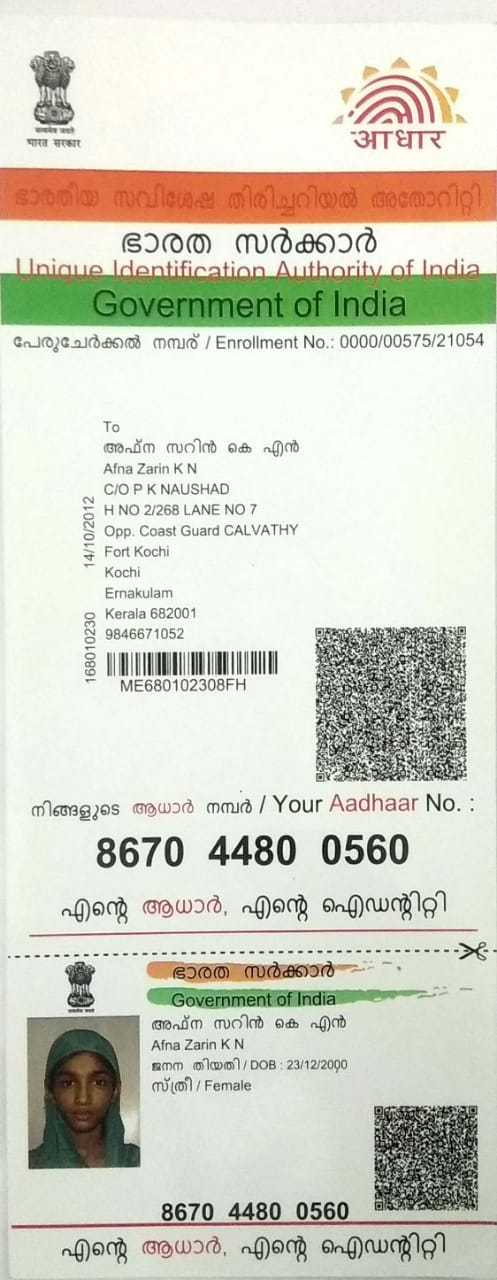 सत्यमेव जयते
भारत सरकार
आधार
ഭാരതീയ സവിശേഷ തിരിച്ചറിയൽ അതോറിറ്റി
ഭാരത സർക്കാർ
Unique Identification Authority of India
Government of India
പേരുചേർക്കൽ നമ്പര് / Enrollment No.: 0000/00575/21054
To
അഫ്ന സറിൻ കെ എൻ
Afna Zarin K N
C/O P K NAUSHAD
H NO 2/268 LANE NO 7
Opp. Coast Guard CALVATHY
Fort Kochi
Kochi
Ernakulam
Kerala 682001
9846671052
168010230 14/10/2012
ME680102308FH
നിങ്ങളുടെ ആധാർ നമ്പർ / Your Aadhaar No. :
8670 4480 0560
എന്റെ ആധാർ, എന്റെ ഐഡന്റിറ്റി
ഭാരത സർക്കാർ
Government of India
അഫ്ന സറിൻ കെ എൻ
Afna Zarin K N
ജനന തിയതി / DOB : 23/12/2000
സ്ത്രീ / Female
8670 4480 0560
എന്റെ ആധാർ, എന്റെ ഐഡന്റിറ്റി